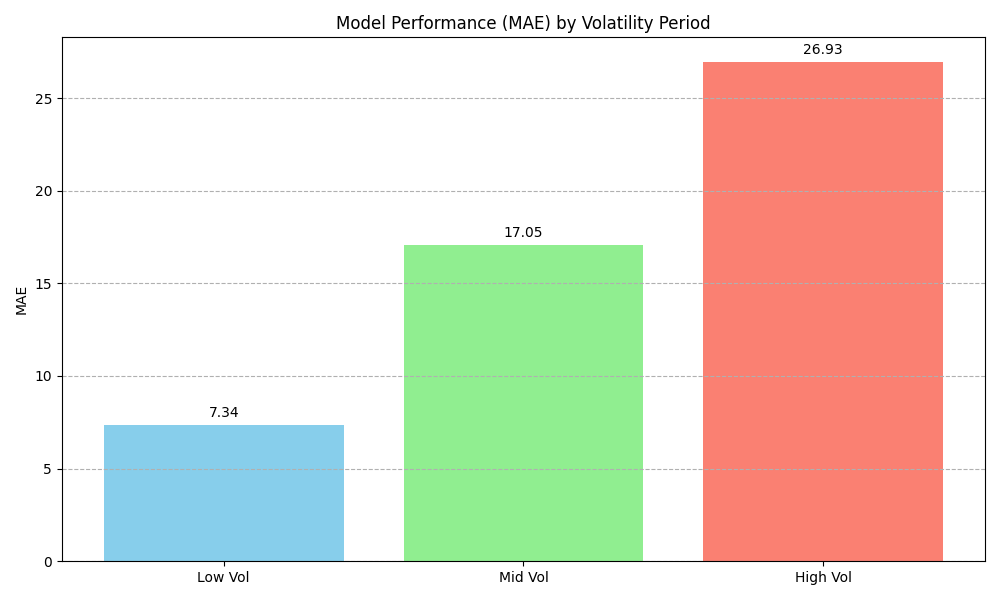 Model Performance (MAE) by Volatility Period
26.93
25
20
17.05
15
MAE
10
7.34
5
0
Low Vol
Mid Vol
High Vol